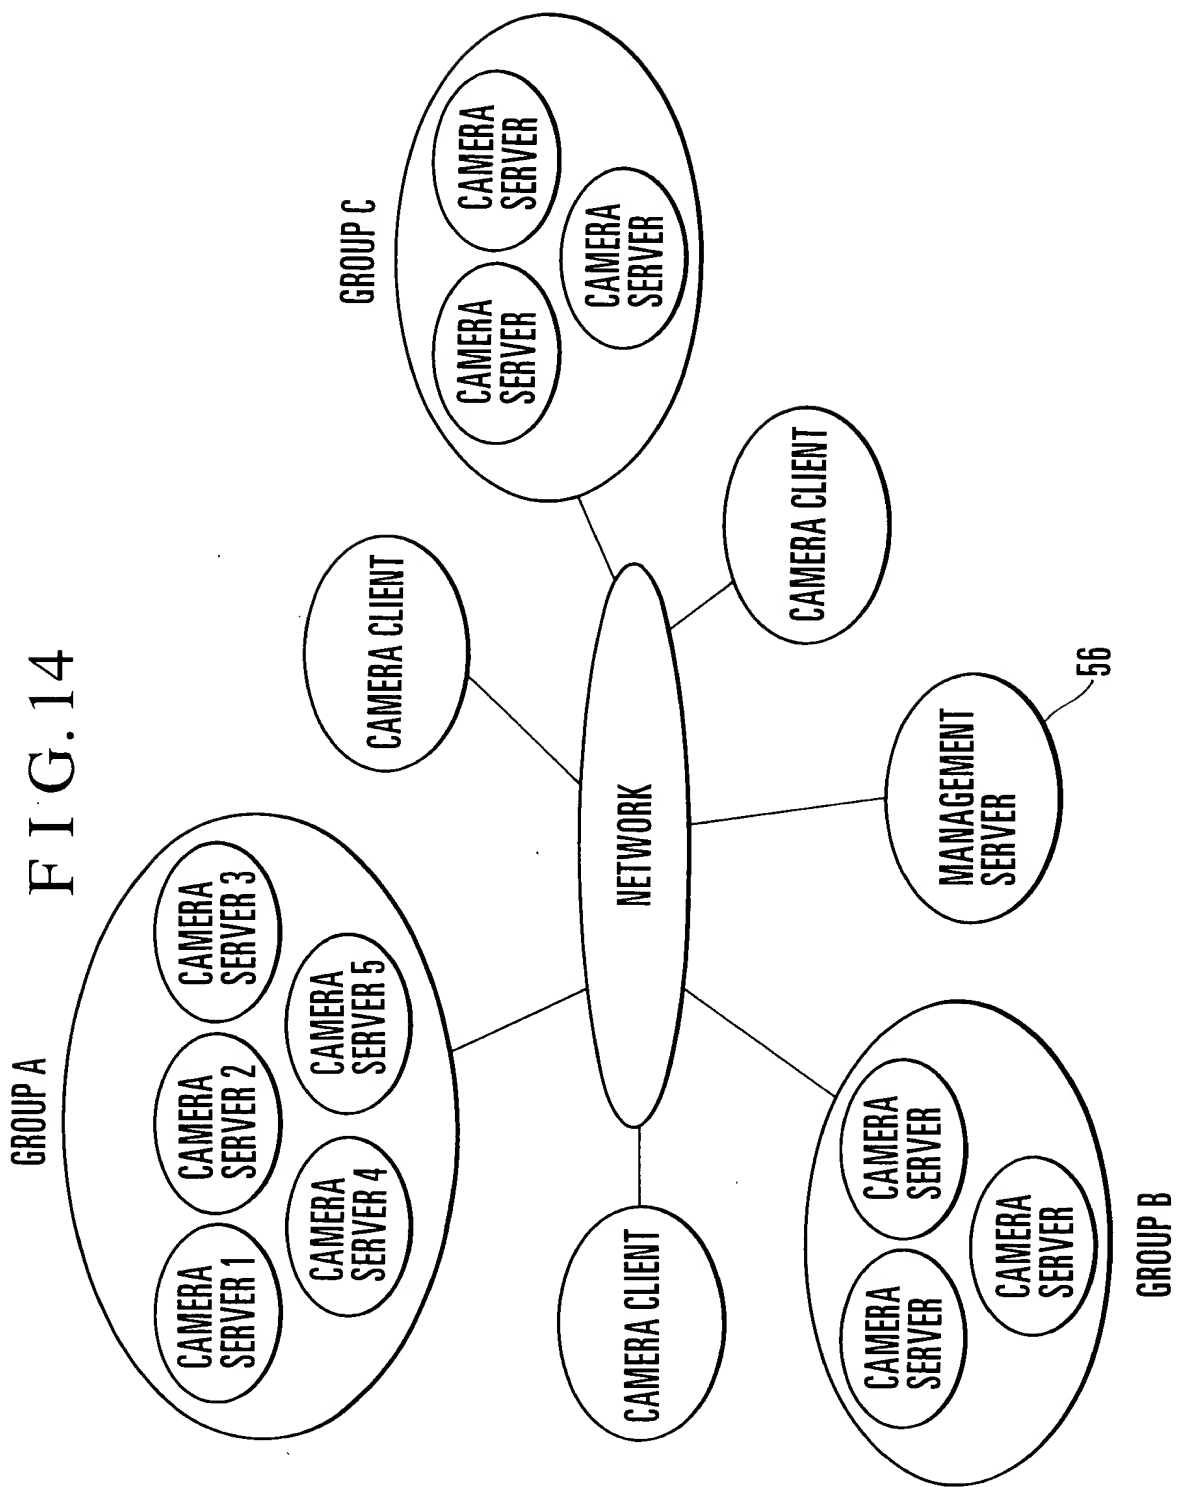 FIG.14
GROUP A
CAMERA
SERVER 1
CAMERA
SERVER 2
CAMERA
SERVER 3
CAMERA
SERVER 4
CAMERA
SERVER 5
CAMERA CLIENT
GROUP C
CAMERA
SERVER
CAMERA
SERVER
CAMERA
SERVER
CAMERA CLIENT
NETWORK
CAMERA CLIENT
GROUP B
CAMERA
SERVER
CAMERA
SERVER
CAMERA
SERVER
MANAGEMENT
SERVER
56